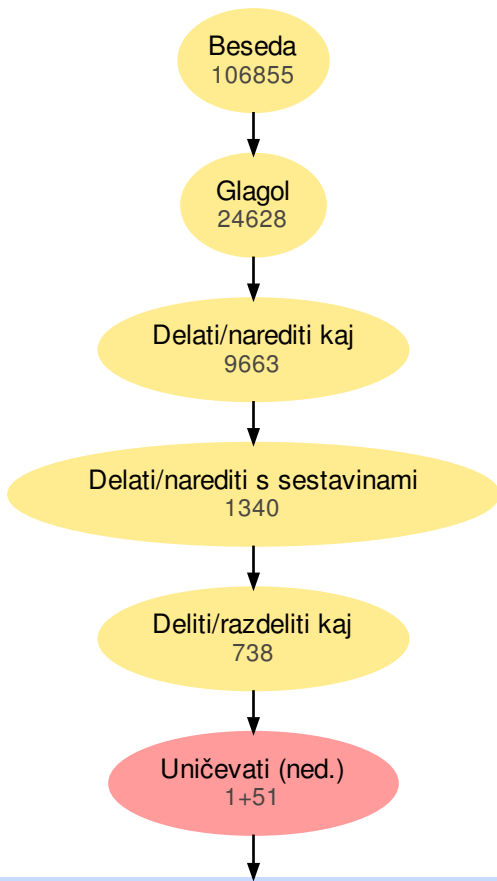 Beseda
106855
Glagol
24628
Delati/narediti kaj
9663
Delati/narediti s sestavinami
1340
Deliti/razdeliti kaj
738
Uničevati (ned.)
1+51